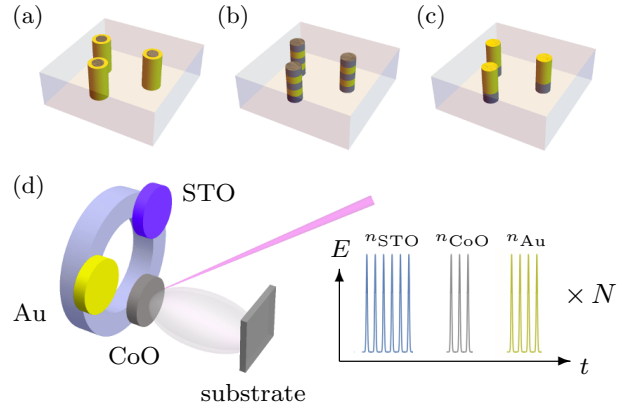 (a)
(b)
(c)
(d)
STO
Au
CoO
substrate
E
nSTO
nCoO
nAu
× N
t